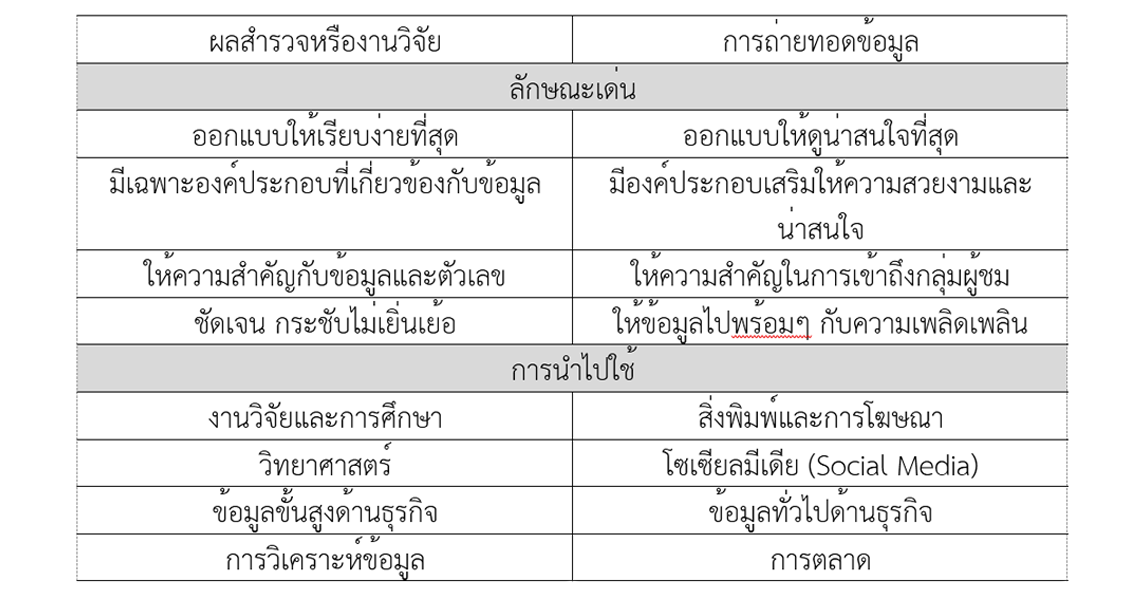 ผลสำรวจหรืองานวิจัย การถ่ายทอดข้อมูล
ลักษณะเด่น
ออกแบบให้เรียบง่ายที่สุด ออกแบบให้ดูน่าสนใจที่สุด
มีเฉพาะองค์ประกอบที่เกี่ยวข้องกับข้อมูล มีองค์ประกอบเสริมให้ความสวยงามและ
น่าสนใจ
ให้ความสำคัญกับข้อมูลและตัวเลข ให้ความสำคัญในการเข้าถึงกลุ่มผู้ชม
ชัดเจน กระชับไม่เยิ่นเย้อ ให้ข้อมูลไปพร้อมๆ กับความเพลิดเพลิน
การนำไปใช้
งานวิจัยและการศึกษา สิ่งพิมพ์และการโฆษณา
วิทยาศาสตร์ โซเซียลมีเดีย (Social Media)
ข้อมูลขั้นสูงด้านธุรกิจ ข้อมูลทั่วไปด้านธุรกิจ
การวิเคราะห์ข้อมูล การตลาด